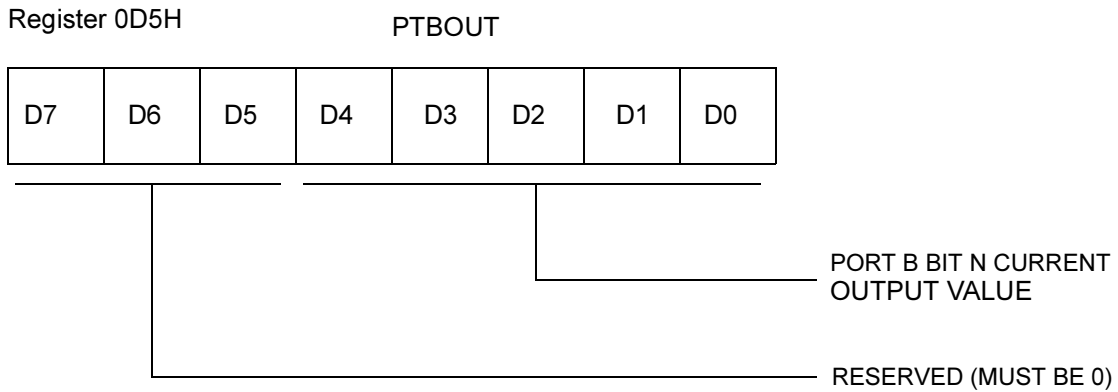 Register 0D5H
PTBOUT
D7 D6 D5 D4 D3 D2 D1 D0
PORT B BIT N CURRENT
OUTPUT VALUE
RESERVED (MUST BE 0)